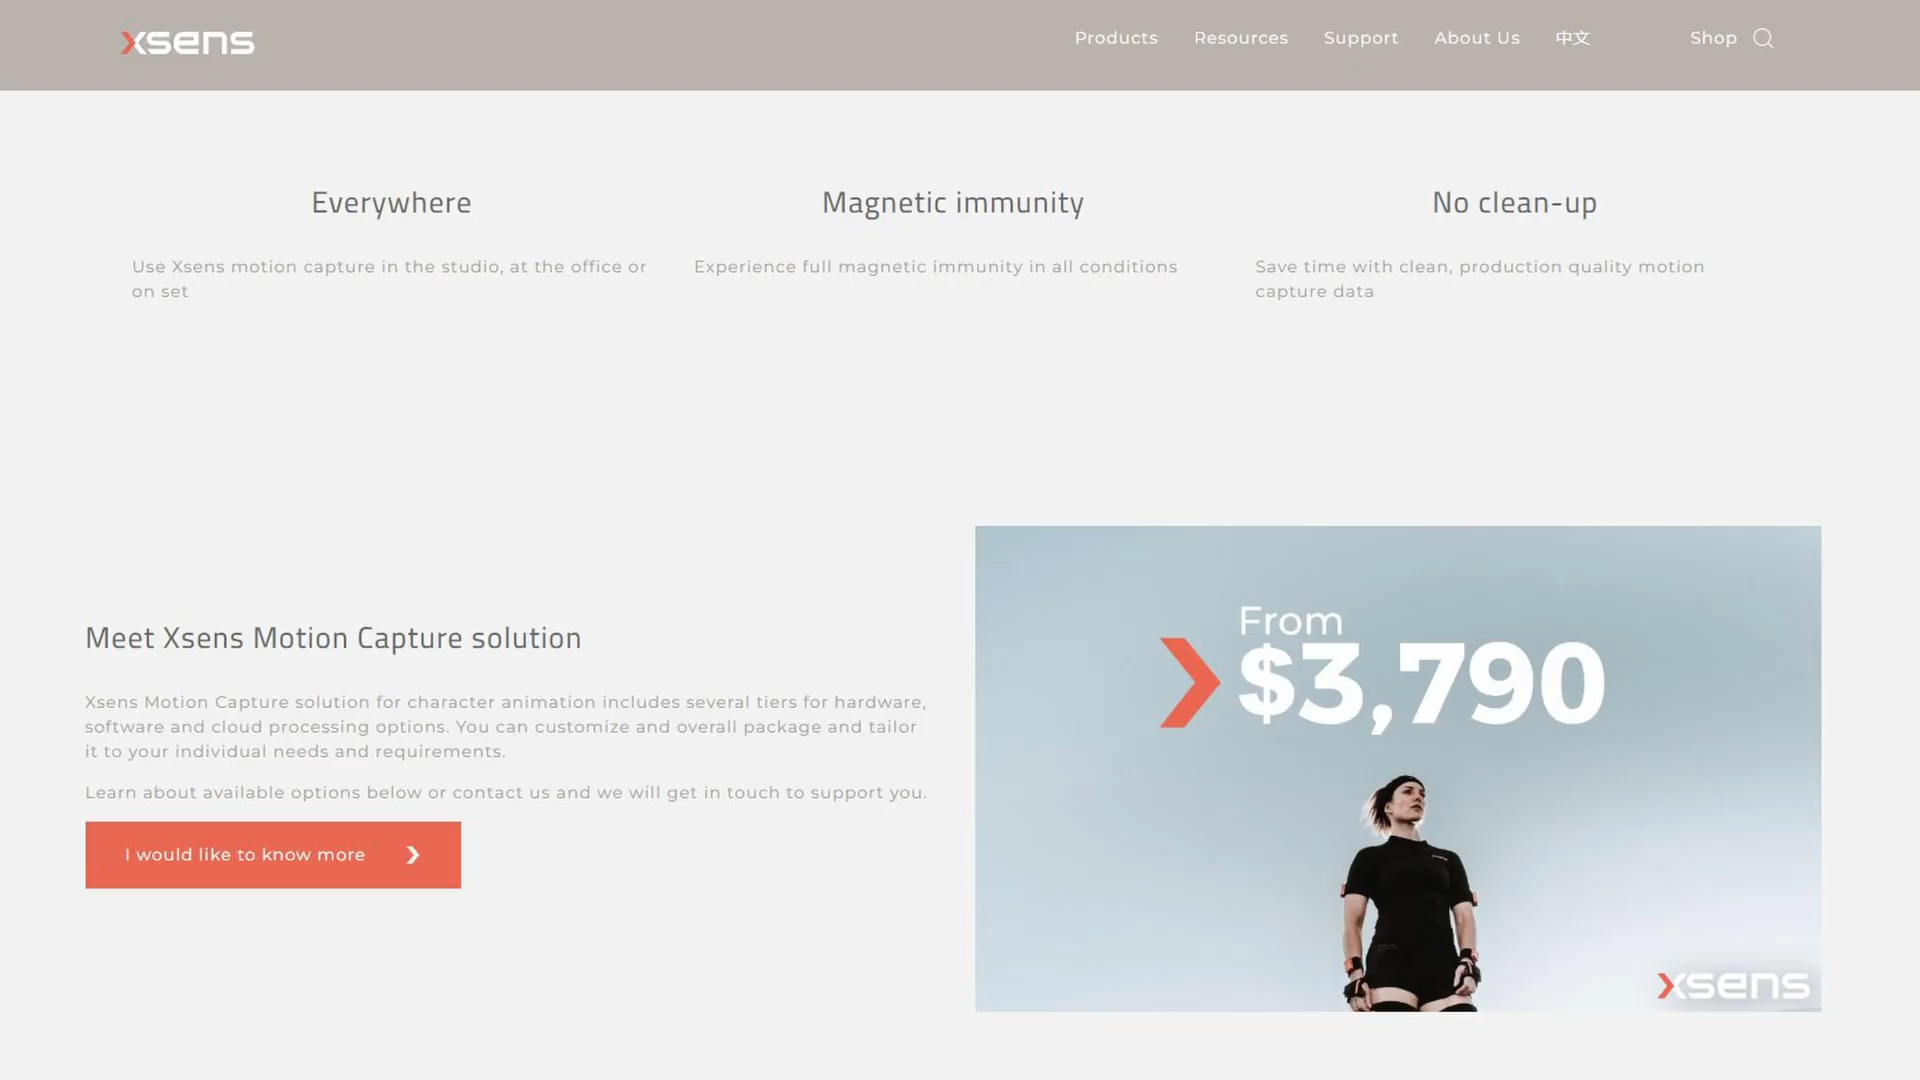 xsens
Products
Resources
Support
About Us
中文
Shop
Everywhere
Use Xsens motion capture in the studio, at the office or
on set
Magnetic immunity
Experience full magnetic immunity in all conditions
No clean-up
Save time with clean, production quality motion
capture data
Meet Xsens Motion Capture solution
Xsens Motion Capture solution for character animation includes several tiers for hardware,
software and cloud processing options. You can customize and overall package and tailor
it to your individual needs and requirements.
Learn about available options below or contact us and we will get in touch to support you.
I would like to know more
From
$3,790
xsens